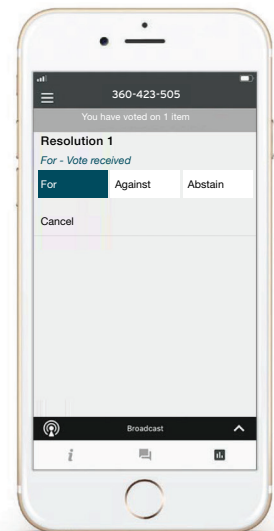 360-423-505
You have voted on 1 item
Resolution 1
For - Vote received
For Against Abstain
Cancel
Broadcast